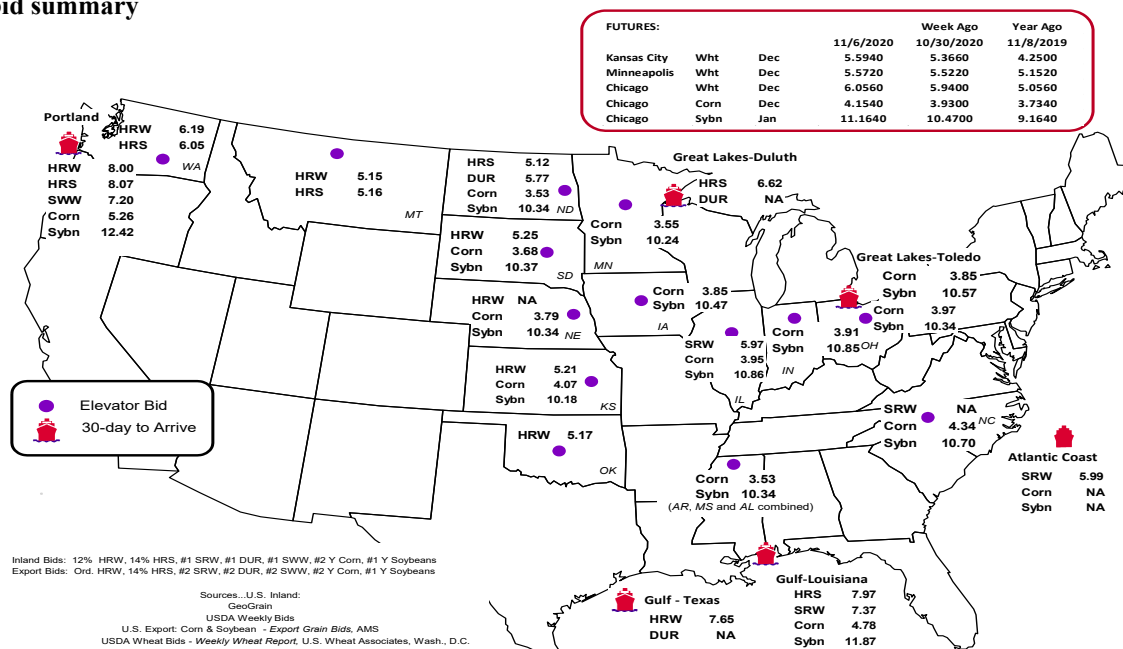 bid summary
FUTURES: Week Ago Year Ago
11/6/2020 10/30/2020 11/8/2019
Kansas City Wht Dec 5.5940 5.3660 4.2500
Minneapolis Wht Dec 5.5720 5.5220 5.1520
Chicago Wht Dec 6.0560 5.9400 5.0560
Chicago Corn Dec 4.1540 3.9300 3.7340
Chicago Sybn Jan 11.1640 10.4700 9.1640
Portland
HRW 8.00
HRS 8.07
SWW 7.20
Corn 5.26
Sybn 12.42
HRW 6.19
HRS 6.05
WA
HRW 5.15
HRS 5.16
MT
HRS 5.12
DUR 5.77
Corn 3.53
Sybn 10.34 ND
HRW 5.25
Corn 3.68
Sybn 10.37 SD
HRW NA
Corn 3.79
Sybn 10.34 NE
HRW 5.21
Corn 4.07
Sybn 10.18 KS
HRW 5.17
OK
Great Lakes-Duluth
HRS 6.62
DUR NA
Corn 3.55
Sybn 10.24
MN
Corn 3.85
Sybn 10.47
IA
SRW 5.97
Corn 3.95
Sybn 10.86
IL
Corn 3.91
Sybn 10.85
IN
Great Lakes-Toledo
Corn 3.85
Sybn 10.57
Corn 3.97
Sybn 10.34
OH
SRW NA
Corn 4.34 NC
Sybn 10.70
Atlantic Coast
SRW 5.99
Corn NA
Sybn NA
Corn 3.53
Sybn 10.34
(AR, MS and AL combined)
Gulf-Louisiana
HRS 7.97
SRW 7.37
Corn 4.78
Sybn 11.87
Gulf - Texas
HRW 7.65
DUR NA
Elevator Bid
30-day to Arrive
Inland Bids: 12% HRW, 14% HRS, #1 SRW, #1 DUR, #1 SWW, #2 Y Corn, #1 Y Soybeans
Export Bids: Ord. HRW, 14% HRS, #2 SRW, #2 DUR, #2 SWW, #2 Y Corn, #1 Y Soybeans
Sources...U.S. Inland:
GeoGrain
USDA Weekly Bids
U.S. Export: Corn & Soybean - Export Grain Bids, AMS
USDA Wheat Bids - Weekly Wheat Report, U.S. Wheat Associates, Wash., D.C.